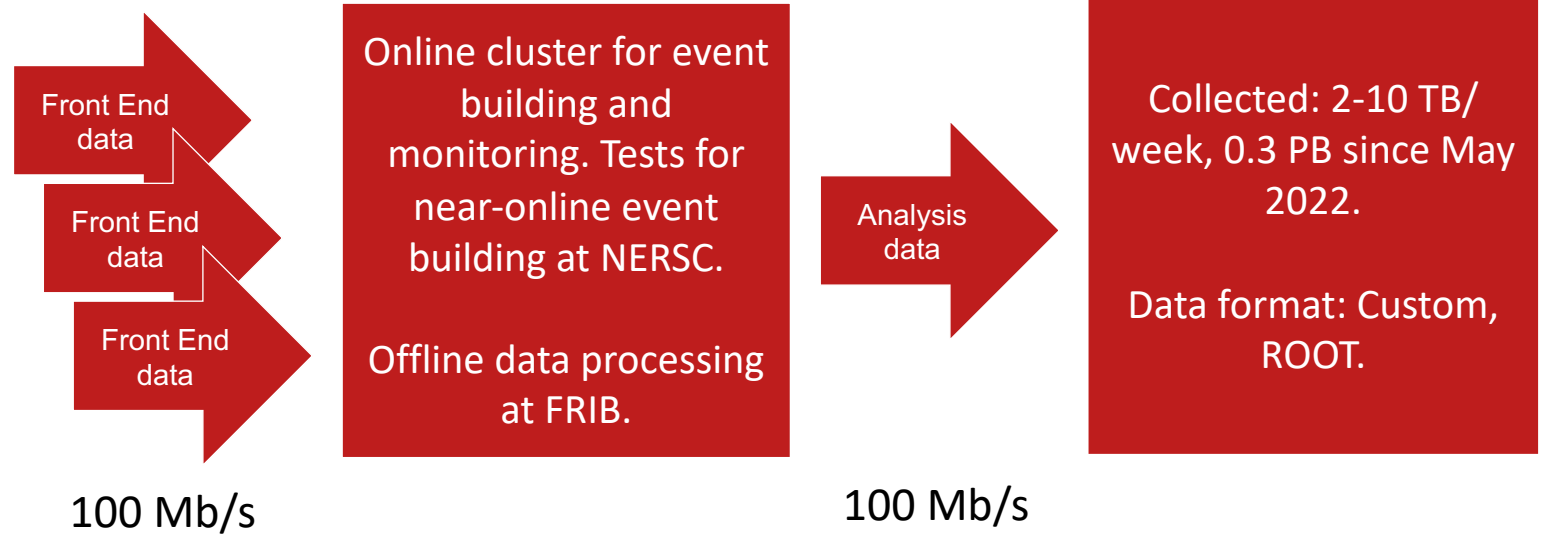 Front End
data
Front End
data
Front End
data
100 Mb/s
Online cluster for event
building and
monitoring. Tests for
near-online event
building at NERSC.
Offline data processing
at FRIB.
Analysis
data
100 Mb/s
Collected: 2-10 TB/
week, 0.3 PB since May
2022.
Data format: Custom,
ROOT.